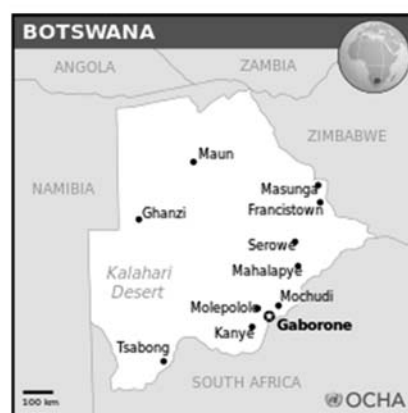 BOTSWANA
ANGOLA
ZAMBIA
ZIMBABWE
Maun
NAMIBIA
Masunga
Francistown
Ghanzi
Serowe
Mahalapye
Kalahari
Desert
Mochudi
Molepolole
Gaborone
Kanye
Tsabong
SOUTH AFRICA
100 km
OCHA